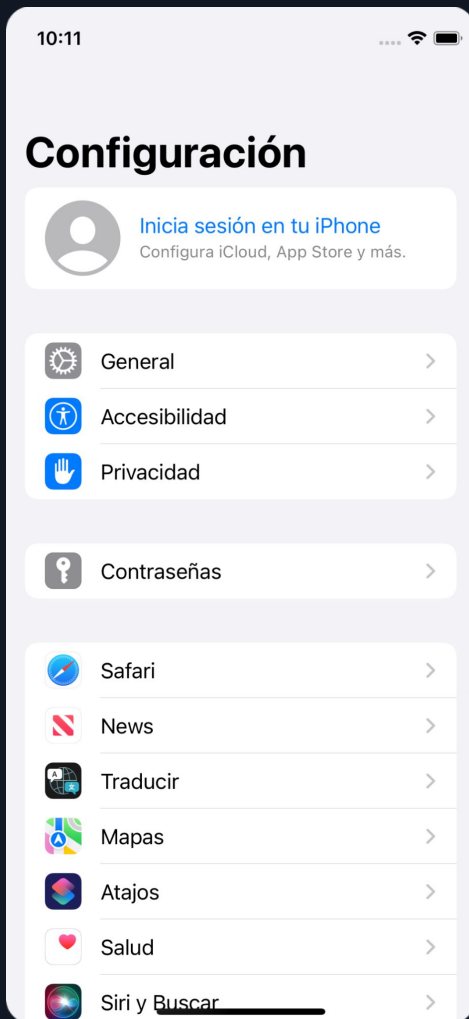 10:11
Configuración
Inicia sesión en tu iPhone
Configura iCloud, App Store y más.
General
Accesibilidad
Privacidad
Contraseñas
Safari
News
Traducir
Mapas
Atajos
Salud
Siri y Buscar